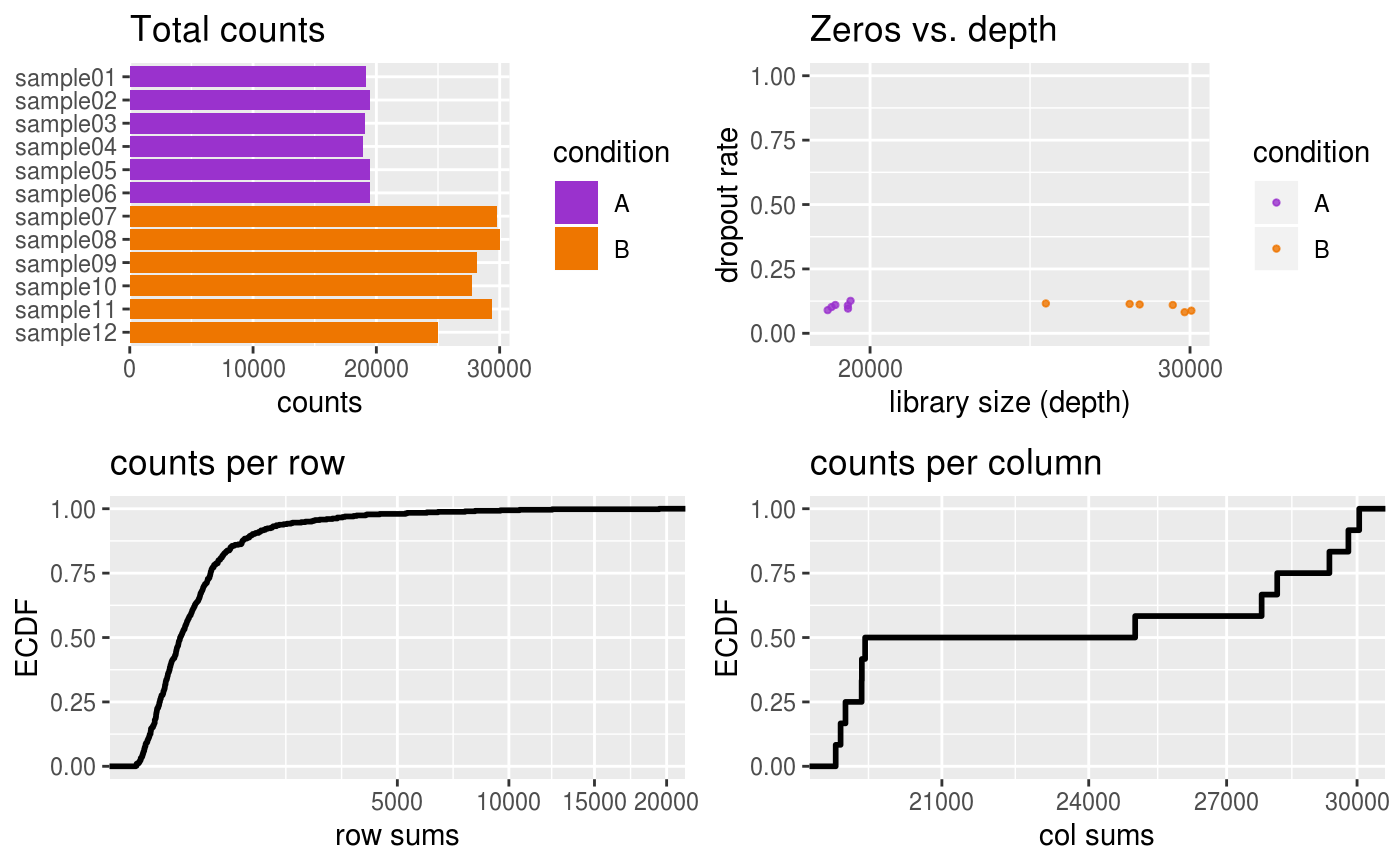 Total counts
sample01
sample02
sample03
sample04
sample05
sample06
sample07
sample08
sample09
sample10
sample11
sample12
0 10000 20000 30000
counts
condition
A
B
Zeros vs. depth
dropout rate
1.00
0.75
0.50
0.25
0.00
20000 30000
library size (depth)
condition
A
B
counts per row
ECDF
1.00
0.75
0.50
0.25
0.00
5000 10000 15000 20000
row sums
counts per column
ECDF
1.00
0.75
0.50
0.25
0.00
21000 24000 27000 30000
col sums